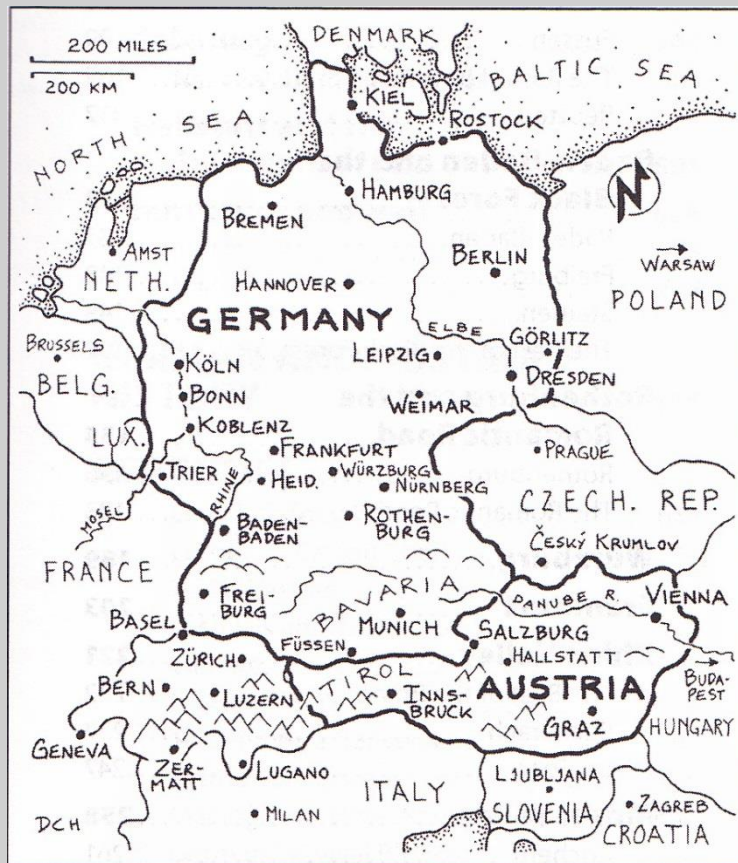 DENMARK
200 MILES
200 KM
BALTIC SEA
KIEL
NORTH SEA
ROSTOCK
HAMBURG
N
BREMEN
AMST
BERLIN
WARSAW
NETH.
HANNOVER
POLAND
GERMANY
ELBE
GÖRLITZ
BRUSSELS
LEIPZIG
KÖLN
DRESDEN
BELG.
BONN
WEIMAR
KOBLENZ
LUX.
FRANKFURT
PRAGUE
TRIER
WÜRZBURG
HEID.
NÜRNBERG
RHINE
MOSEL
CZECH. REP.
BADEN-
BADEN
ROTHEN-
BURG
ČESKÝ KRUMLOV
FRANCE
BAVARIA
FREI-
BURG
DANUBE R.
VIENNA
BASEL
MUNICH
SALZBURG
FÜSSEN
HALLSTATT
ZÜRICH
TIROL
BUDA-
PEST
BERN
LUZERN
INNS-
BRUCK
AUSTRIA
GRAZ
GENEVA
HUNGARY
ZER-
MATT
LUGANO
ITALY
LJUBLJANA
SLOVENIA
MILAN
ZAGREB
CROATIA
DCH